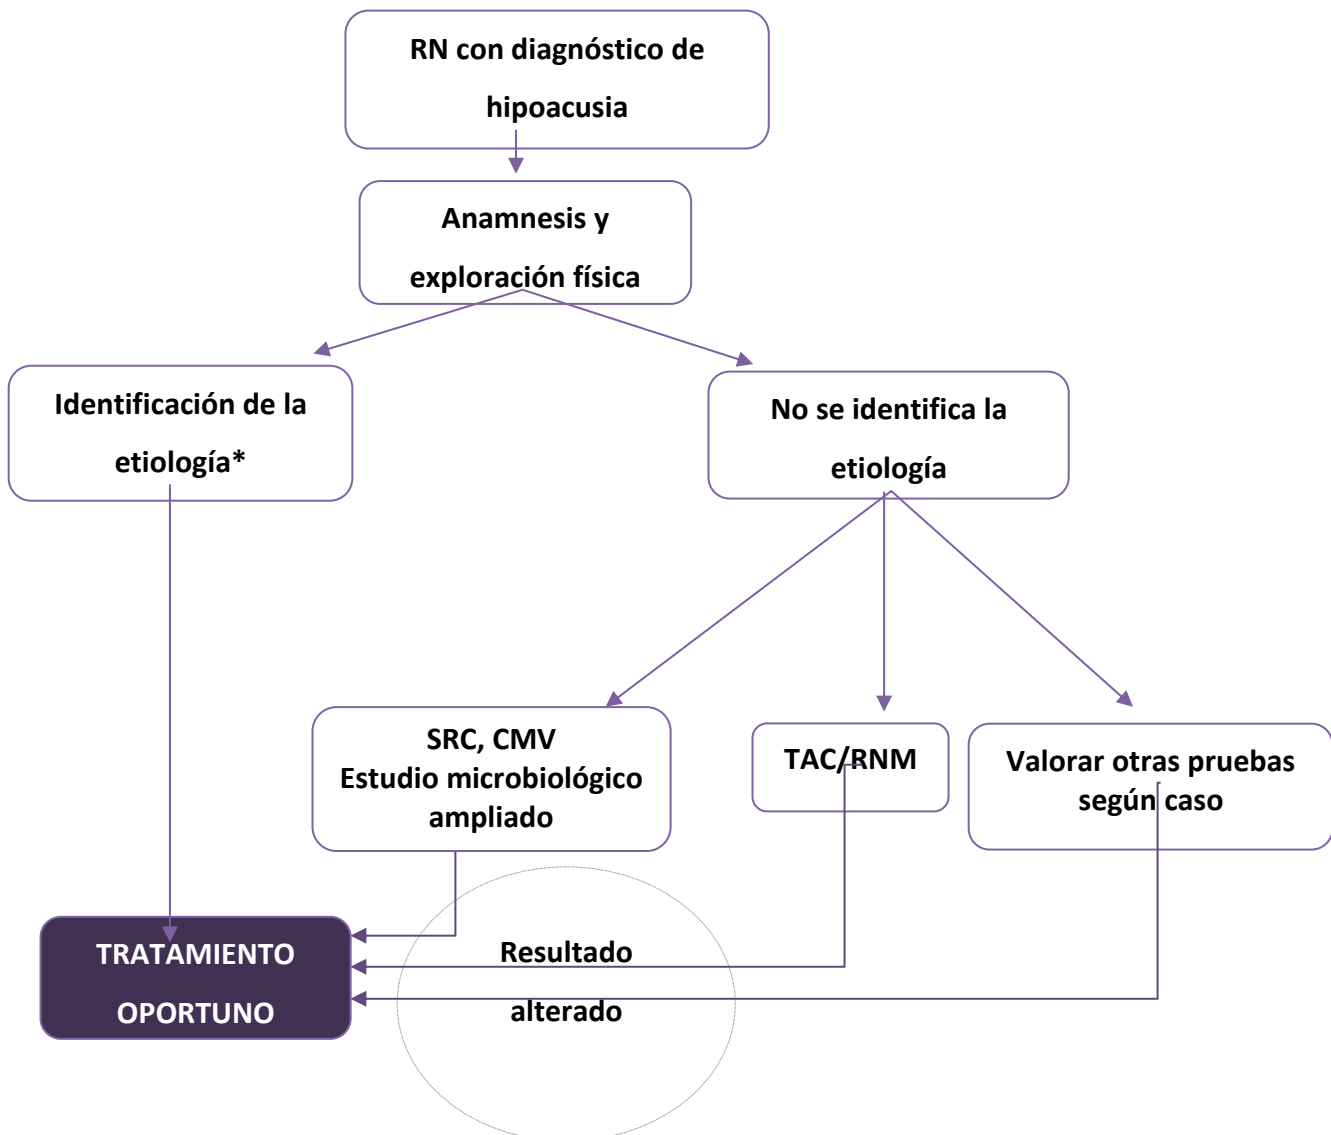 RN con diagnóstico de
hipoacusia
Anamnesis y
exploración física
Identificación de la
etiología*
No se identifica la
etiología
SRC, CMV
Estudio microbiológico
ampliado
TAC/RNM
Valorar otras pruebas
según caso
TRATAMIENTO
OPORTUNO
Resultado
alterado